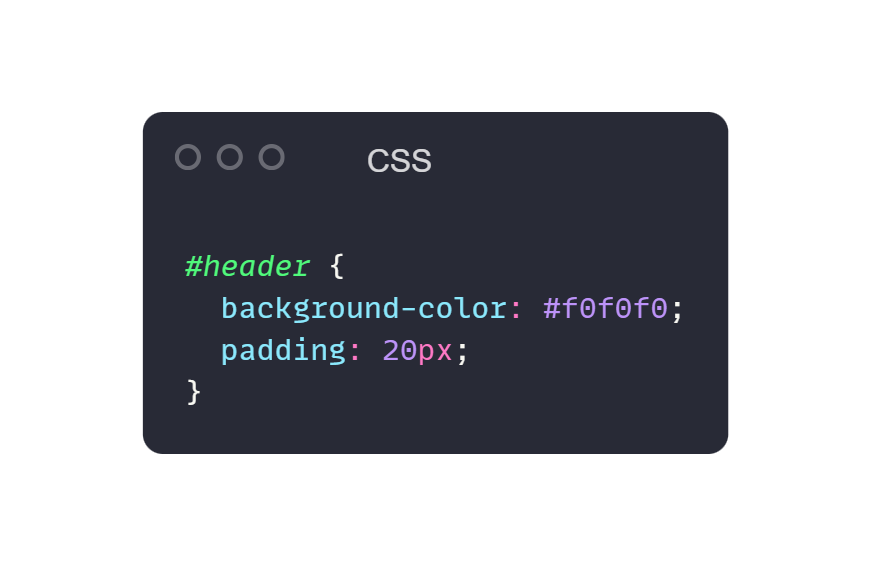 CSS
#header {
  background-color: #f0f0f0;
  padding: 20px;
}